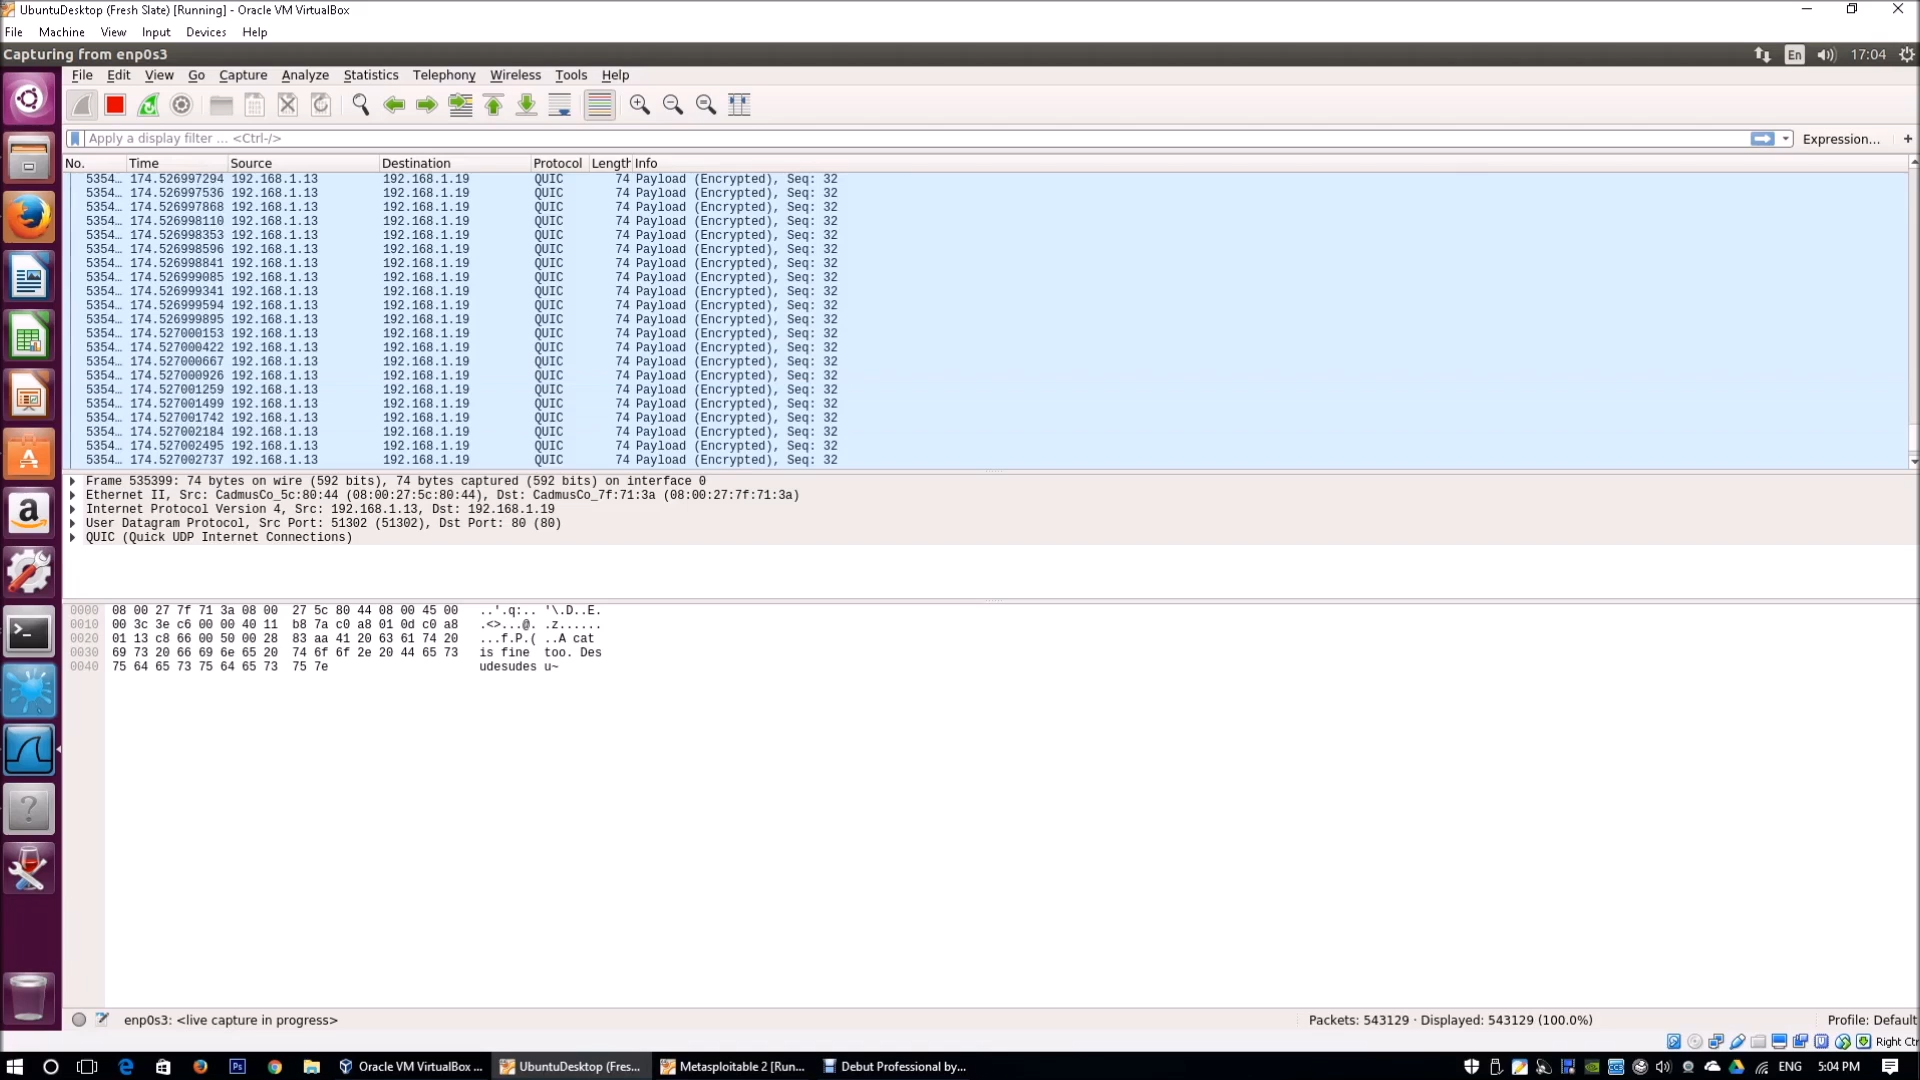 UbuntuDesktop (Fresh Slate) [Running] - Oracle VM VirtualBox
File Machine View Input Devices Help
Capturing from enp0s3
En 17:04
File Edit View Go Capture Analyze Statistics Telephony Wireless Tools Help
Apply a display filter ... <Ctrl-/> Expression... +
No. Time Source Destination Protocol Length Info
5354... 174.526997294 192.168.1.13 192.168.1.19 QUIC 74 Payload (Encrypted), Seq: 32
5354... 174.526997536 192.168.1.13 192.168.1.19 QUIC 74 Payload (Encrypted), Seq: 32
5354... 174.526997868 192.168.1.13 192.168.1.19 QUIC 74 Payload (Encrypted), Seq: 32
5354... 174.526998110 192.168.1.13 192.168.1.19 QUIC 74 Payload (Encrypted), Seq: 32
5354... 174.526998353 192.168.1.13 192.168.1.19 QUIC 74 Payload (Encrypted), Seq: 32
5354... 174.526998596 192.168.1.13 192.168.1.19 QUIC 74 Payload (Encrypted), Seq: 32
5354... 174.526998841 192.168.1.13 192.168.1.19 QUIC 74 Payload (Encrypted), Seq: 32
5354... 174.526999085 192.168.1.13 192.168.1.19 QUIC 74 Payload (Encrypted), Seq: 32
5354... 174.526999341 192.168.1.13 192.168.1.19 QUIC 74 Payload (Encrypted), Seq: 32
5354... 174.526999594 192.168.1.13 192.168.1.19 QUIC 74 Payload (Encrypted), Seq: 32
5354... 174.526999895 192.168.1.13 192.168.1.19 QUIC 74 Payload (Encrypted), Seq: 32
5354... 174.527000153 192.168.1.13 192.168.1.19 QUIC 74 Payload (Encrypted), Seq: 32
5354... 174.527000422 192.168.1.13 192.168.1.19 QUIC 74 Payload (Encrypted), Seq: 32
5354... 174.527000667 192.168.1.13 192.168.1.19 QUIC 74 Payload (Encrypted), Seq: 32
5354... 174.527000926 192.168.1.13 192.168.1.19 QUIC 74 Payload (Encrypted), Seq: 32
5354... 174.527001259 192.168.1.13 192.168.1.19 QUIC 74 Payload (Encrypted), Seq: 32
5354... 174.527001499 192.168.1.13 192.168.1.19 QUIC 74 Payload (Encrypted), Seq: 32
5354... 174.527001742 192.168.1.13 192.168.1.19 QUIC 74 Payload (Encrypted), Seq: 32
5354... 174.527002184 192.168.1.13 192.168.1.19 QUIC 74 Payload (Encrypted), Seq: 32
5354... 174.527002495 192.168.1.13 192.168.1.19 QUIC 74 Payload (Encrypted), Seq: 32
5354... 174.527002737 192.168.1.13 192.168.1.19 QUIC 74 Payload (Encrypted), Seq: 32
Frame 535399: 74 bytes on wire (592 bits), 74 bytes captured (592 bits) on interface 0
Ethernet II, Src: CadmusCo_5c:80:44 (08:00:27:5c:80:44), Dst: CadmusCo_7f:71:3a (08:00:27:7f:71:3a)
Internet Protocol Version 4, Src: 192.168.1.13, Dst: 192.168.1.19
User Datagram Protocol, Src Port: 51302 (51302), Dst Port: 80 (80)
QUIC (Quick UDP Internet Connections)
0000 08 00 27 7f 71 3a 08 00 27 5c 80 44 08 00 45 00 ..'.q:.. '\.D..E.
0010 00 3c 3e c6 00 00 40 11 b8 7a c0 a8 01 0d c0 a8 .<>...@. .z......
0020 01 13 c8 66 00 50 00 28 83 aa 41 20 63 61 74 20 ...f.P.( ..A cat
0030 69 73 20 66 69 6e 65 20 74 6f 6f 2e 20 44 65 73 is fine too. Des
0040 75 64 65 73 75 64 65 73 75 7e udesudes u~
enp0s3: <live capture in progress> Packets: 543129 · Displayed: 543129 (100.0%) Profile: Default
Right Ctr
Oracle VM VirtualBox ... UbuntuDesktop (Fres... Metasploitable 2 [Run... Debut Professional by... ENG 5:04 PM